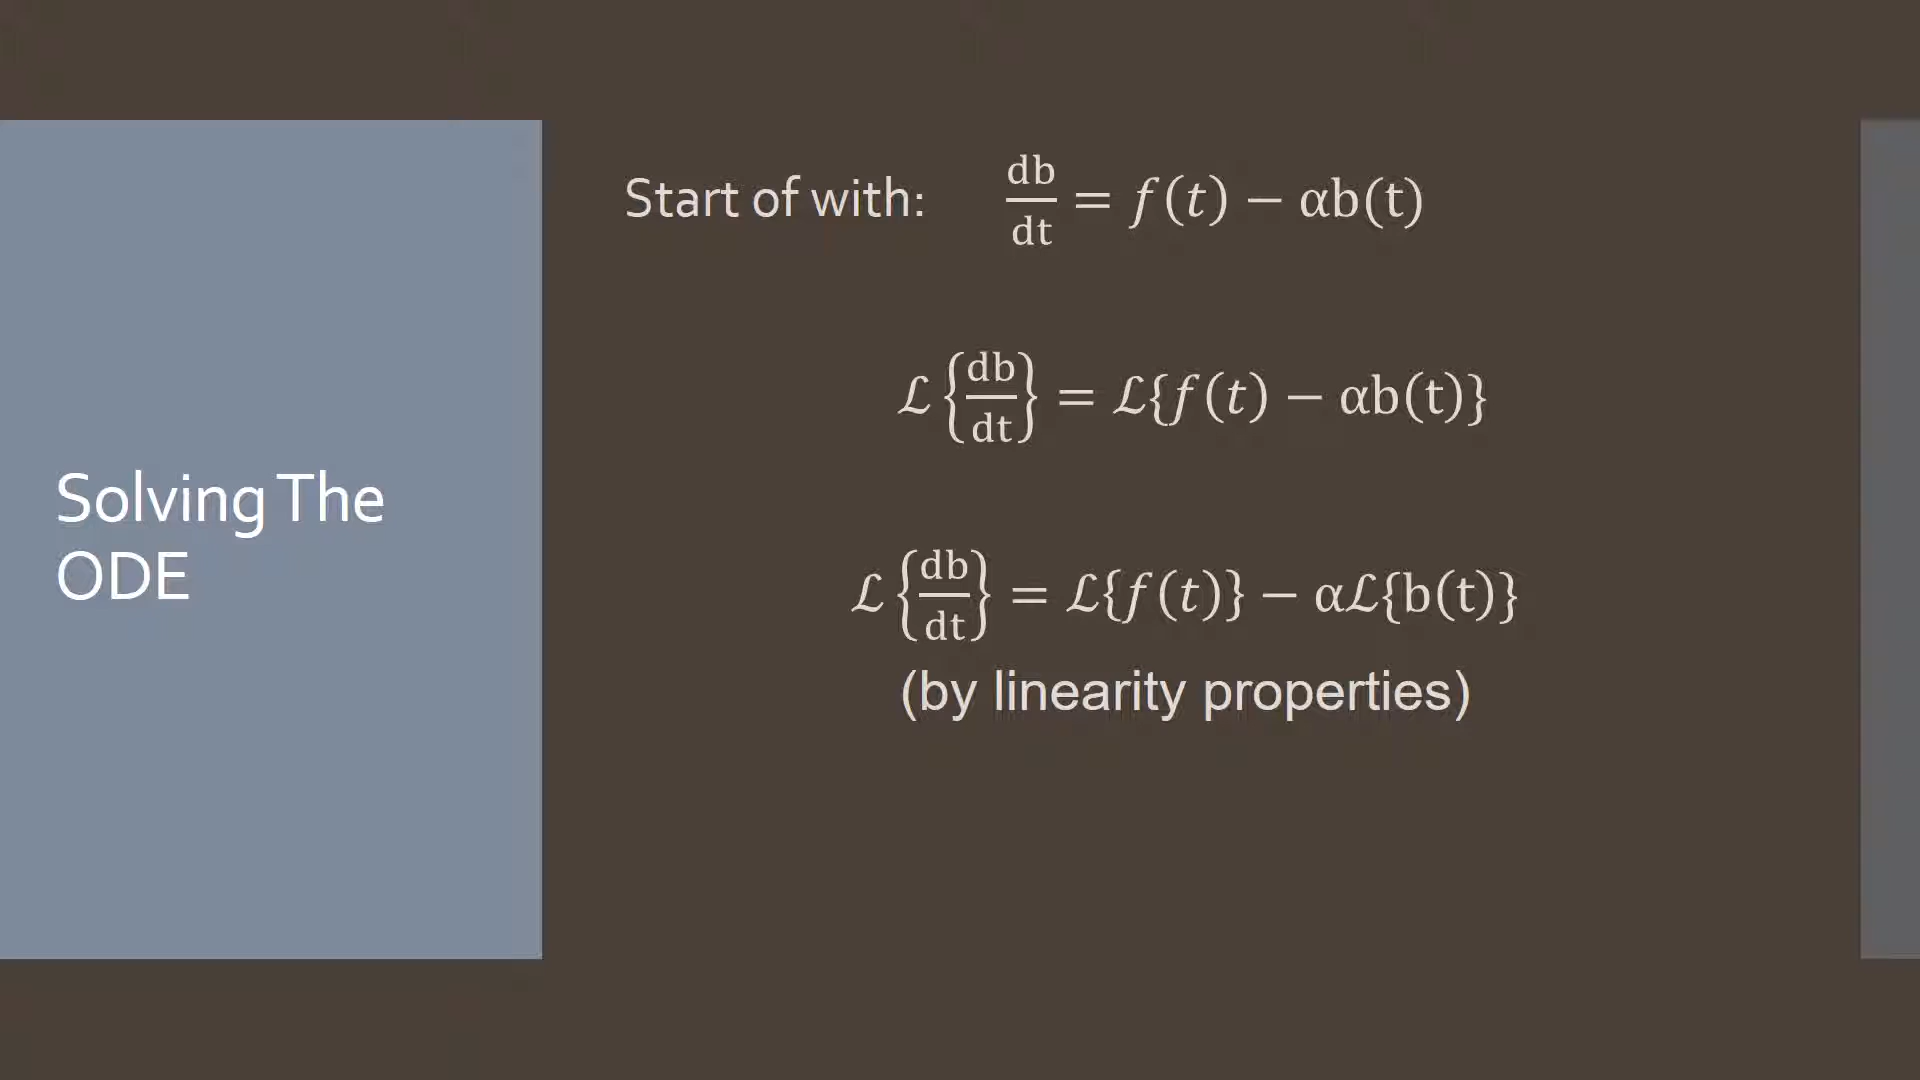 Solving The
ODE
Start of with: db/dt = f(t) − αb(t)
ℒ{db/dt} = ℒ{f(t) − αb(t)}
ℒ{db/dt} = ℒ{f(t)} − αℒ{b(t)}
(by linearity properties)